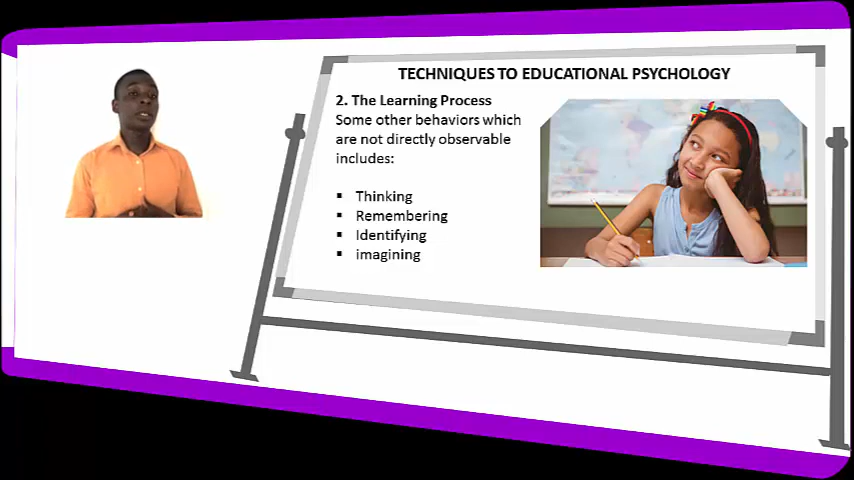 TECHNIQUES TO EDUCATIONAL PSYCHOLOGY
2. The Learning Process
Some other behaviors which
are not directly observable
includes:
▪ Thinking
▪ Remembering
▪ Identifying
▪ imagining